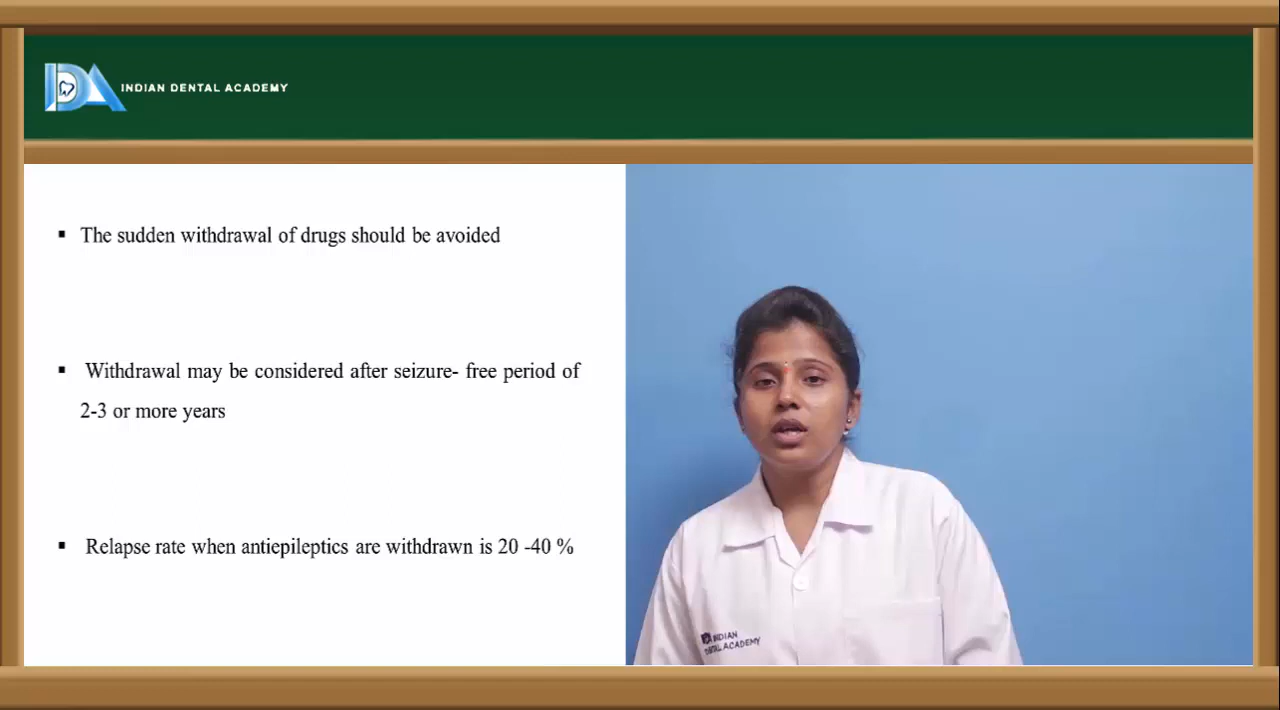 INDIAN DENTAL ACADEMY
▪ The sudden withdrawal of drugs should be avoided
▪ Withdrawal may be considered after seizure- free period of
2-3 or more years
▪ Relapse rate when antiepileptics are withdrawn is 20 -40 %
INDIAN
DENTAL ACADEMY